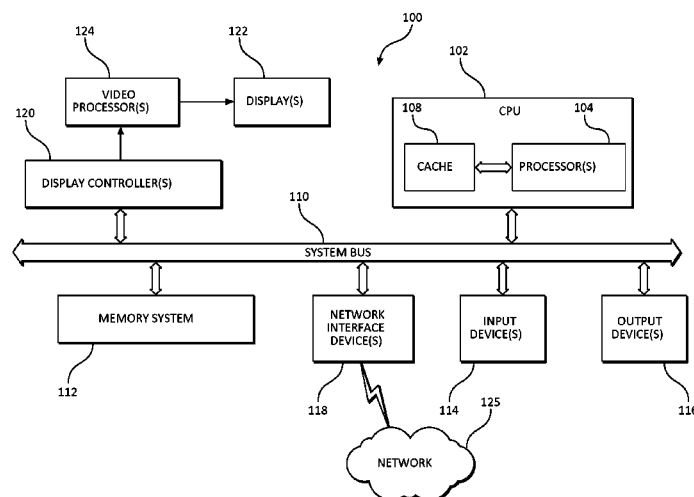 124
122
100
102
VIDEO
PROCESSOR(S)
DISPLAY(S)
CPU
120
108
104
CACHE
PROCESSOR(S)
DISPLAY CONTROLLER(S)
110
SYSTEM BUS
MEMORY SYSTEM
NETWORK
INTERFACE
DEVICE(S)
INPUT
DEVICE(S)
OUTPUT
DEVICE(S)
112
118
114
116
125
NETWORK